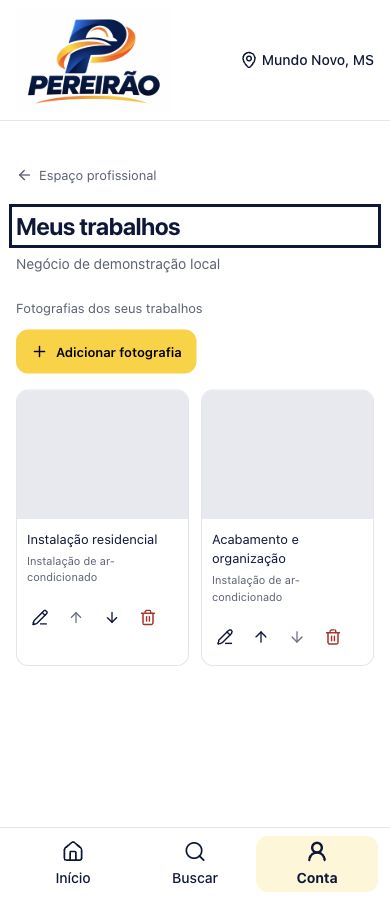 PEREIRÃO
Mundo Novo, MS
Espaço profissional
Meus trabalhos
Negócio de demonstração local
Fotografias dos seus trabalhos
Adicionar fotografia
Instalação residencial
Instalação de ar-
condicionado
Acabamento e
organização
Instalação de ar-
condicionado
Início
Buscar
Conta